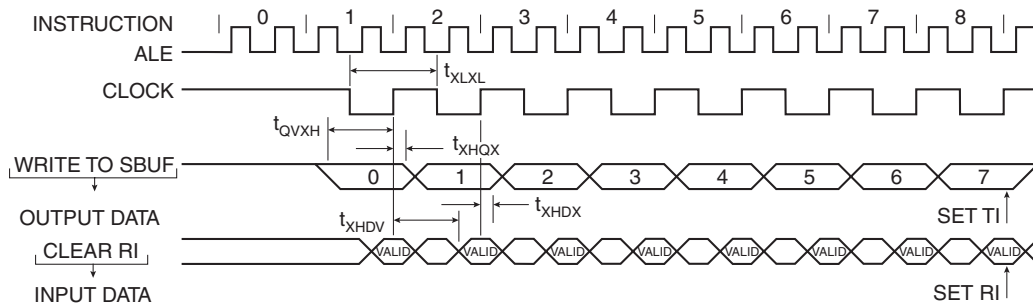 INSTRUCTION 0 1 2 3 4 5 6 7 8
ALE
tXLXL
CLOCK
tQVXH
tXHQX
WRITE TO SBUF
0 1 2 3 4 5 6 7
tXHDV
tXHDX
OUTPUT DATA
SET TI
CLEAR RI
VALID VALID VALID VALID VALID VALID VALID VALID
INPUT DATA
SET RI